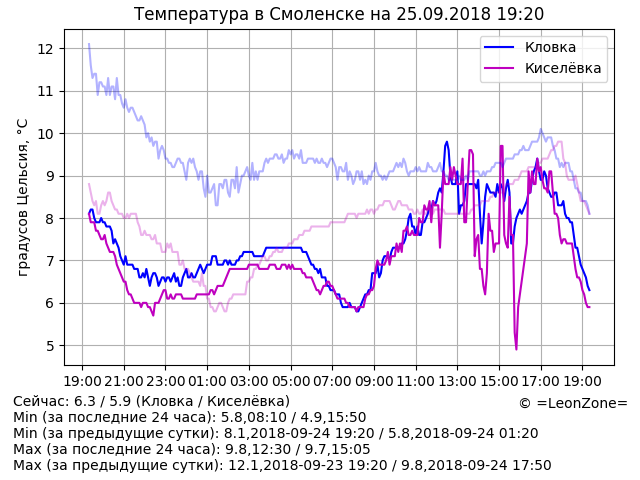 Температура в Смоленске на 25.09.2018 19:20
градусов Цельсия, °C
12
11
10
9
8
7
6
5
Кловка
Киселёвка
19:00 21:00 23:00 01:00 03:00 05:00 07:00 09:00 11:00 13:00 15:00 17:00 19:00
Сейчас: 6.3 / 5.9 (Кловка / Киселёвка)
© =LeonZone=
Min (за последние 24 часа): 5.8,08:10 / 4.9,15:50
Min (за предыдущие сутки): 8.1,2018-09-24 19:20 / 5.8,2018-09-24 01:20
Max (за последние 24 часа): 9.8,12:30 / 9.7,15:05
Max (за предыдущие сутки): 12.1,2018-09-23 19:20 / 9.8,2018-09-24 17:50